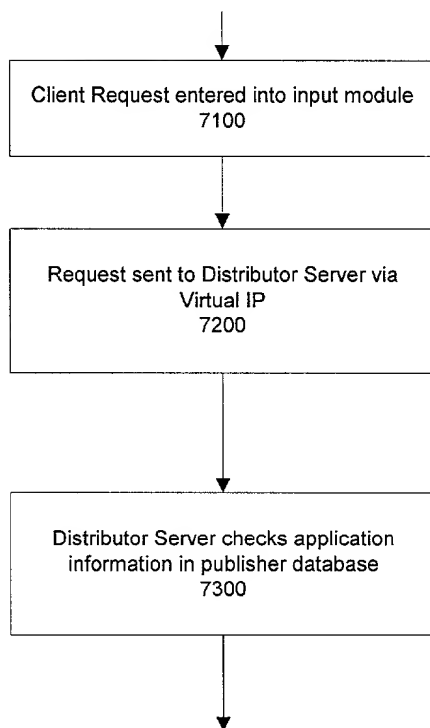 Client Request entered into input module
7100
Request sent to Distributor Server via
Virtual IP
7200
Distributor Server checks application
information in publisher database
7300